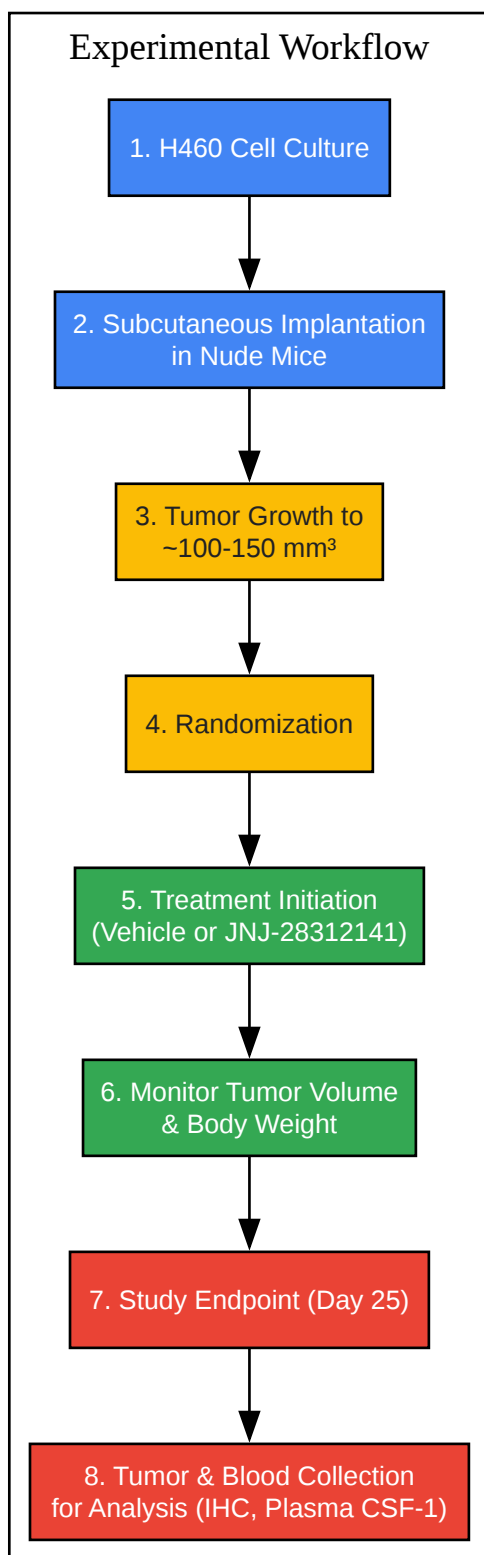 Experimental Workflow
1. H460 Cell Culture
2. Subcutaneous Implantation
in Nude Mice
3. Tumor Growth to
~100-150 mm³
4. Randomization
5. Treatment Initiation
(Vehicle or JNJ-28312141)
6. Monitor Tumor Volume
& Body Weight
7. Study Endpoint (Day 25)
8. Tumor & Blood Collection
for Analysis (IHC, Plasma CSF-1)